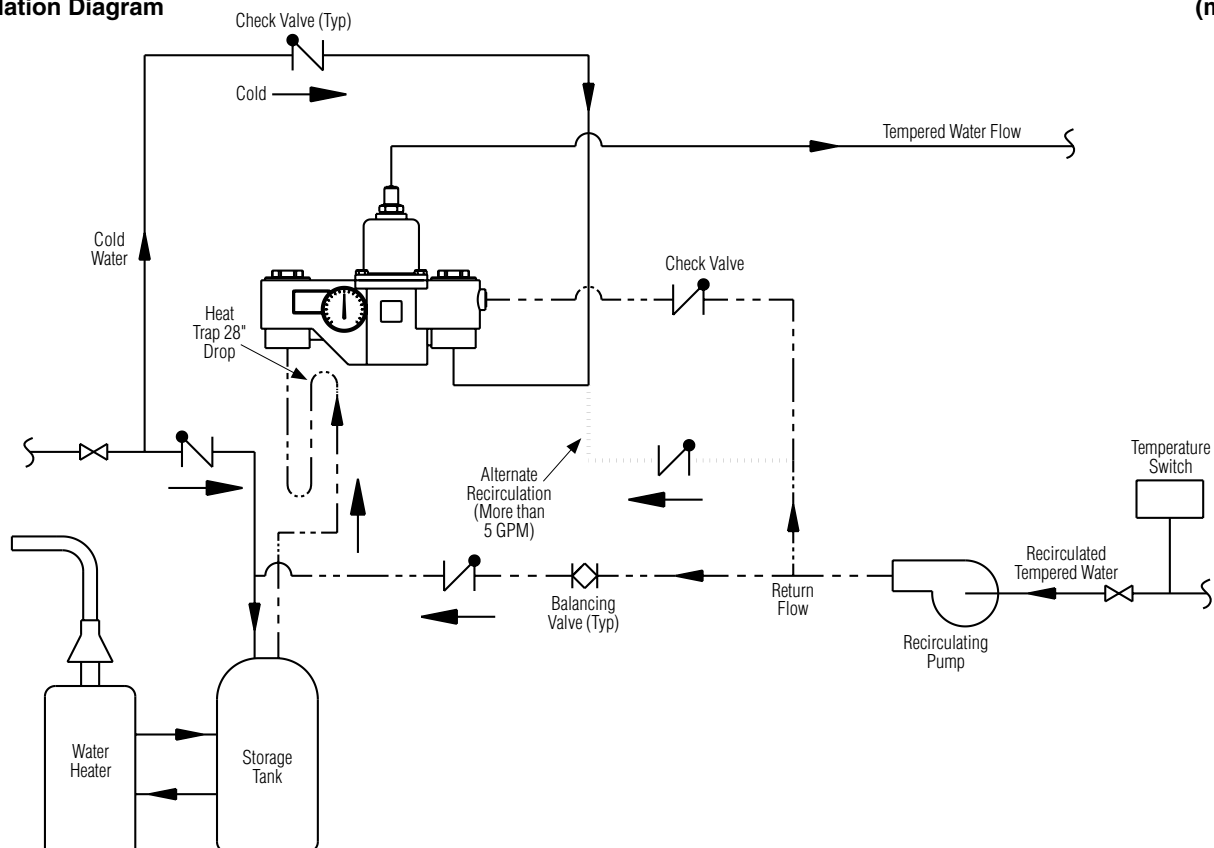 lation Diagram
(n
Check Valve (Typ)
Cold
Tempered Water Flow
Cold
Water
Check Valve
Heat
Trap 28"
Drop
Temperature
Switch
Alternate
Recirculation
(More than
5 GPM)
Recirculated
Tempered Water
Balancing
Valve (Typ)
Return
Flow
Recirculating
Pump
Water
Heater
Storage
Tank